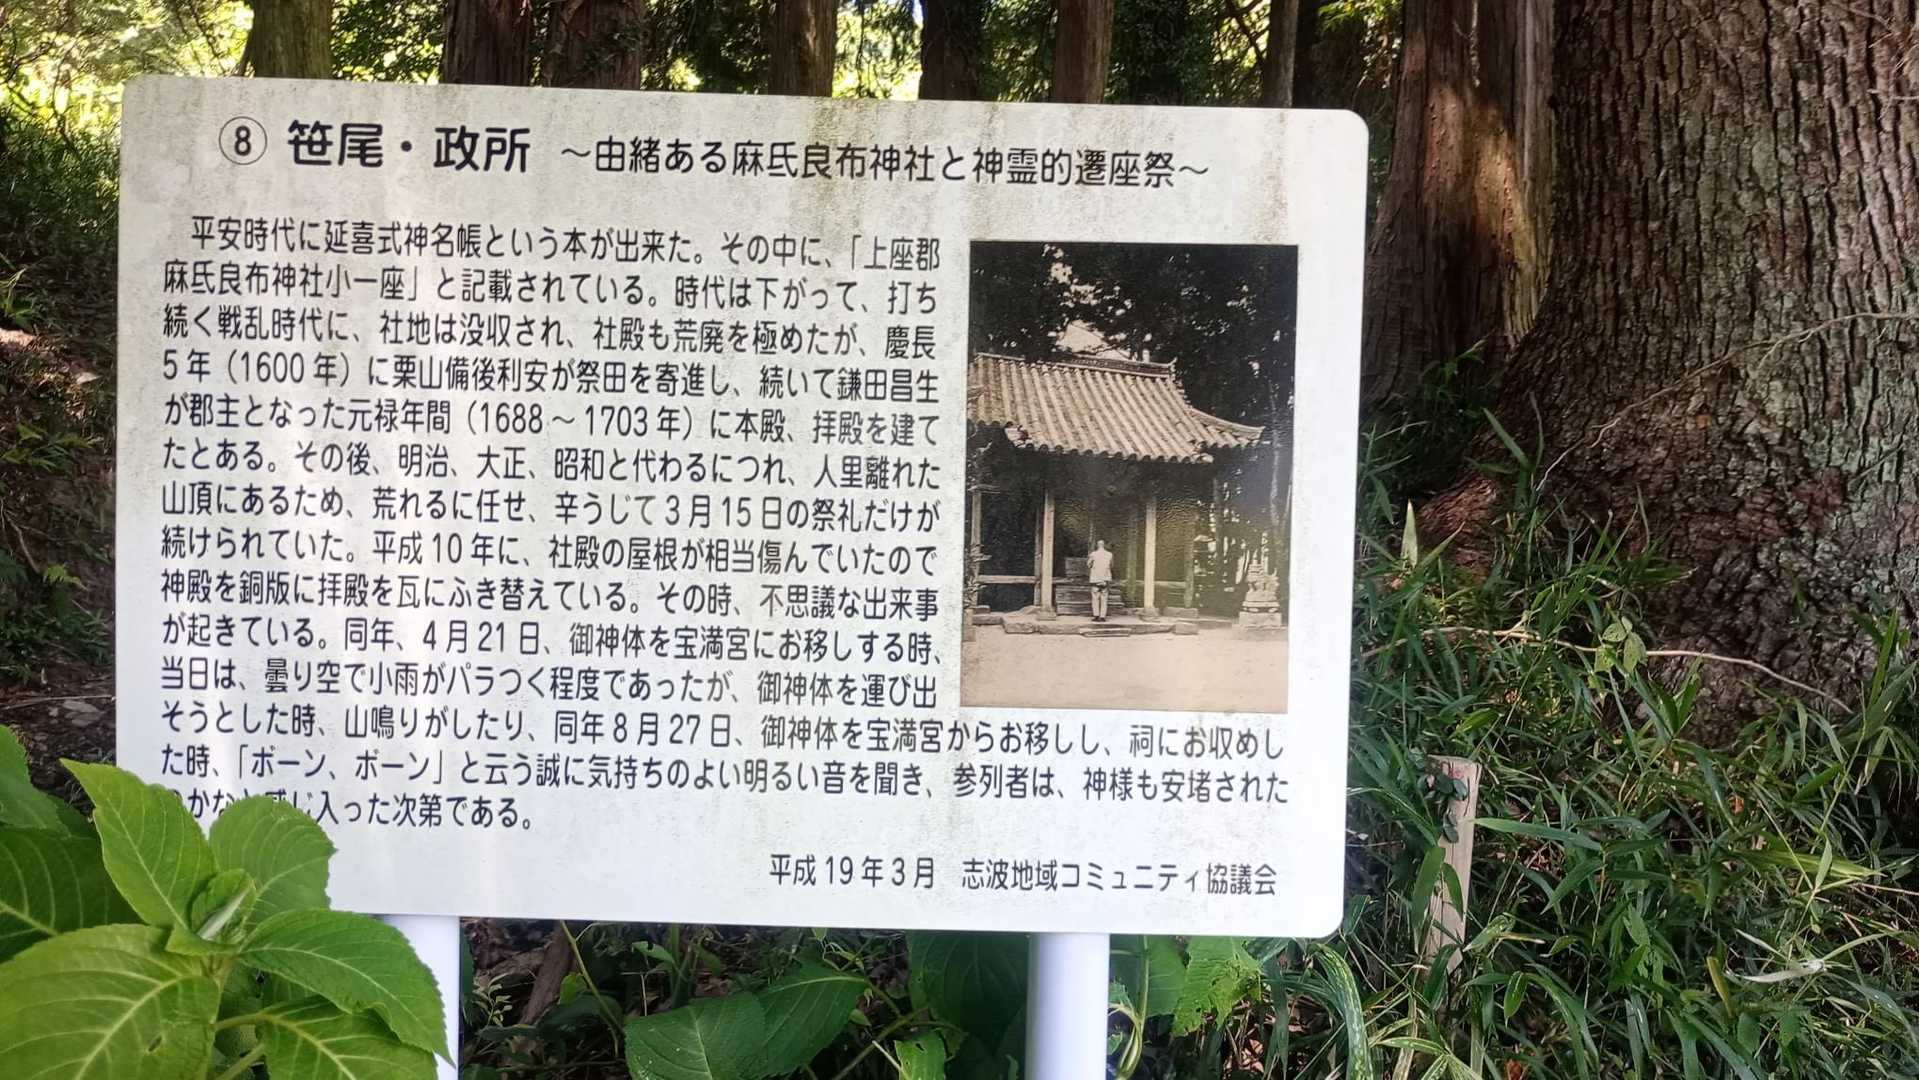 ⑧ 笹尾・政所 ～由緒ある麻氐良布神社と神霊的遷座祭～
平安時代に延喜式神名帳という本が出来た。その中に、「上座郡
麻氐良布神社小一座」と記載されている。時代は下がって、打ち
続く戦乱時代に、社地は没収され、社殿も荒廃を極めたが、慶長
5年（1600年）に栗山備後利安が祭田を寄進し、続いて鎌田昌生
が郡主となった元禄年間（1688～1703年）に本殿、拝殿を建て
たとある。その後、明治、大正、昭和と代わるにつれ、人里離れた
山頂にあるため、荒れるに任せ、辛うじて3月15日の祭礼だけが
続けられていた。平成10年に、社殿の屋根が相当傷んでいたので
神殿を銅版に拝殿を瓦にふき替えている。その時、不思議な出来事
が起きている。同年、4月21日、御神体を宝満宮にお移しする時、
当日は、曇り空で小雨がパラつく程度であったが、御神体を運び出
そうとした時、山鳴りがしたり、同年8月27日、御神体を宝満宮からお移しし、祠にお収めし
た時、「ボーン、ボーン」と云う誠に気持ちのよい明るい音を聞き、参列者は、神様も安堵された
のかなと感じ入った次第である。
平成19年3月 志波地域コミュニティ協議会